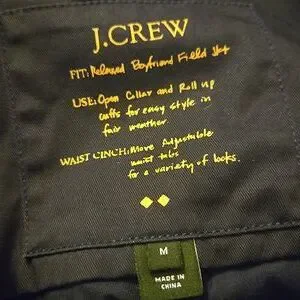 J.CREW
FIT: Relaxed Boyfriend Field Jkt
USE: Open Collar and Roll up
cuffs for easy style in
fair weather
WAIST CINCH: Move Adjustable
waist tabs
for a variety of looks.
M
MADE IN
CHINA